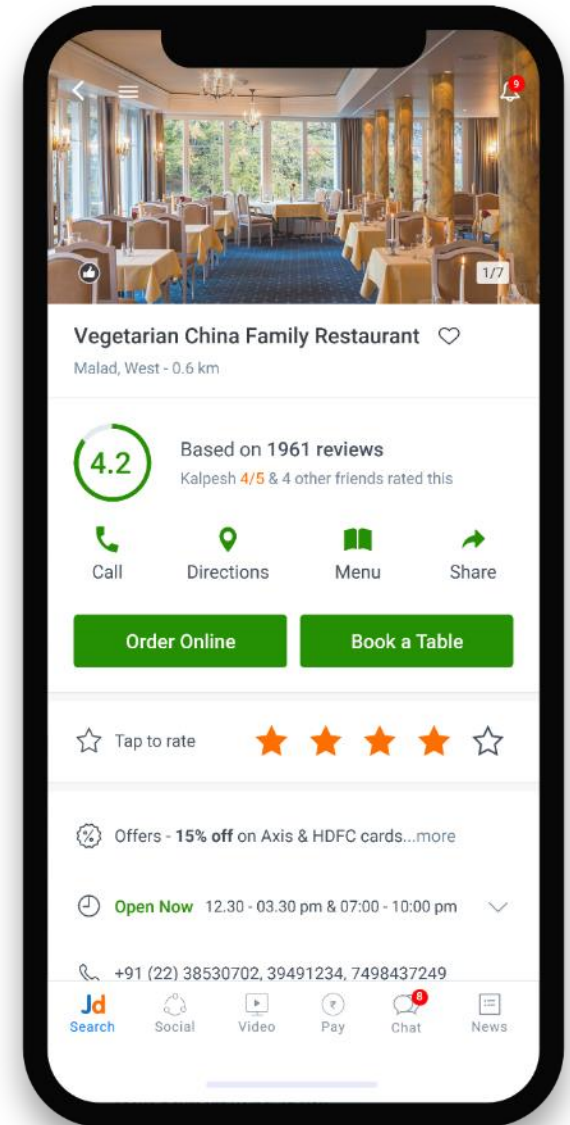 9
1/7
Vegetarian China Family Restaurant
Malad, West - 0.6 km
4.2
Based on 1961 reviews
Kalpesh 4/5 & 4 other friends rated this
Call Directions Menu Share
Order Online Book a Table
Tap to rate
Offers - 15% off on Axis & HDFC cards...more
Open Now 12.30 - 03.30 pm & 07:00 - 10:00 pm
+91 (22) 38530702, 39491234, 7498437249
Jd 8
Search Social Video Pay Chat News